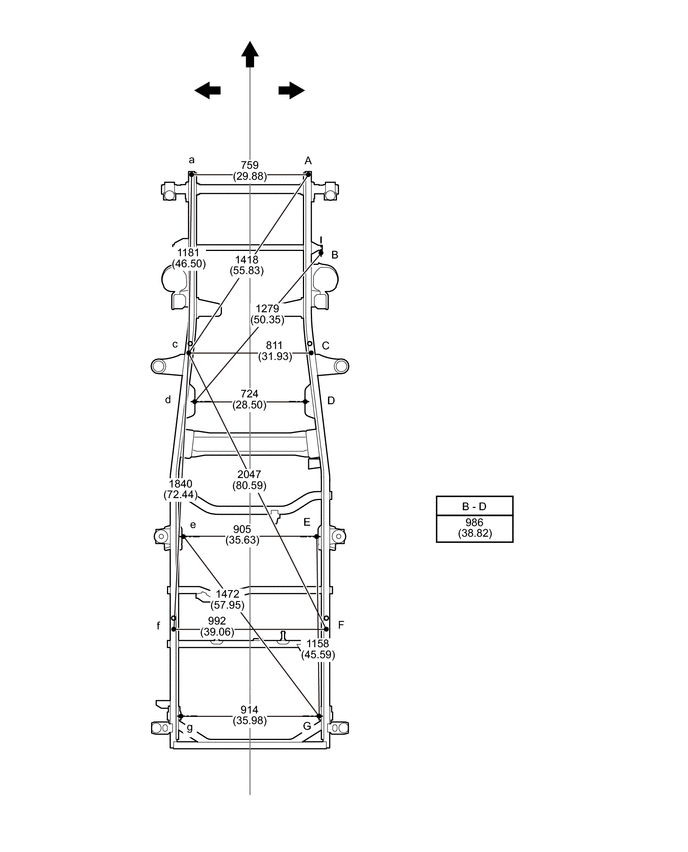 a
A
759
(29.88)
1181
(46.50)
1418
(55.83)
B
1279
(50.35)
c
811
(31.93)
C
d
724
(28.50)
D
1840
(72.44)
2047
(80.59)
B - D
986
(38.82)
e
905
(35.63)
E
1472
(57.95)
f
992
(39.06)
F
1158
(45.59)
g
914
(35.98)
G